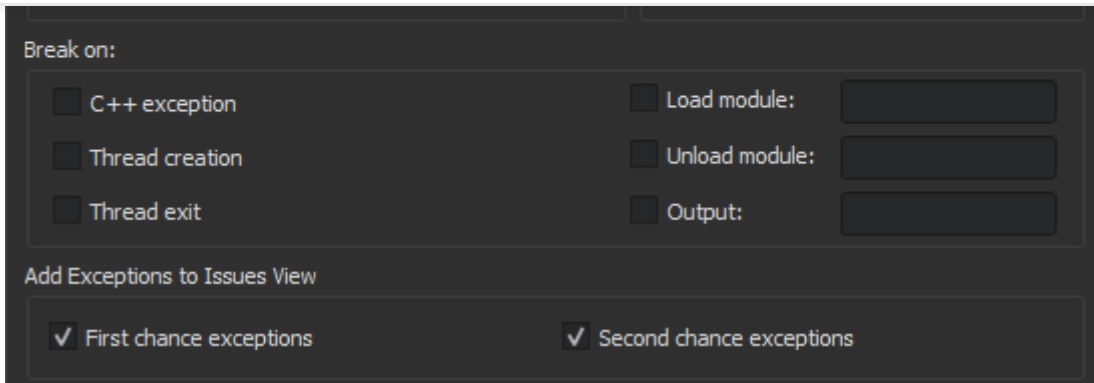 Break on:
C++ exception
Load module:
Thread creation
Unload module:
Thread exit
Output:
Add Exceptions to Issues View
First chance exceptions
Second chance exceptions